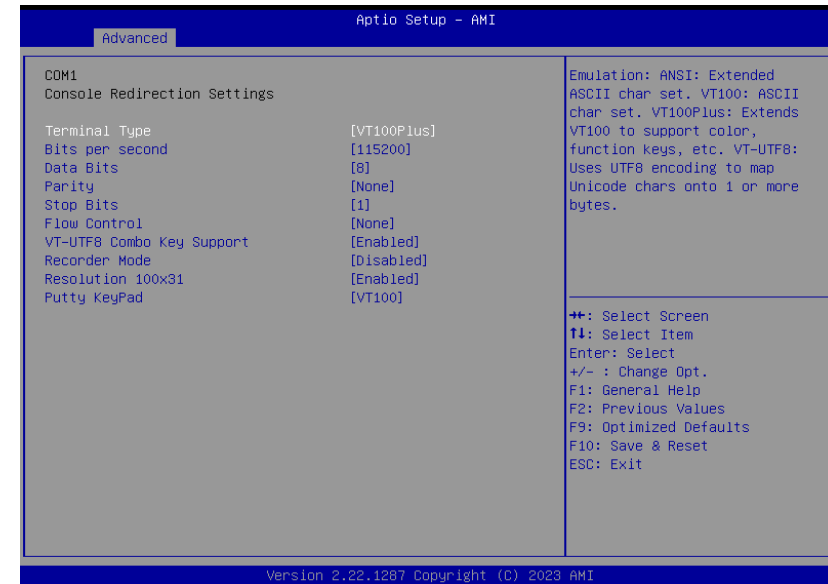 Aptio Setup – AMI
Advanced
COM1
Console Redirection Settings
Terminal Type [VT100Plus]
Bits per second [115200]
Data Bits [8]
Parity [None]
Stop Bits [1]
Flow Control [None]
VT-UTF8 Combo Key Support [Enabled]
Recorder Mode [Disabled]
Resolution 100x31 [Enabled]
Putty KeyPad [VT100]
Emulation: ANSI: Extended
ASCII char set. VT100: ASCII
char set. VT100Plus: Extends
VT100 to support color,
function keys, etc. VT-UTF8:
Uses UTF8 encoding to map
Unicode chars onto 1 or more
bytes.
→←: Select Screen
↑↓: Select Item
Enter: Select
+/- : Change Opt.
F1: General Help
F2: Previous Values
F9: Optimized Defaults
F10: Save & Reset
ESC: Exit
Version 2.22.1287 Copyright (C) 2023 AMI